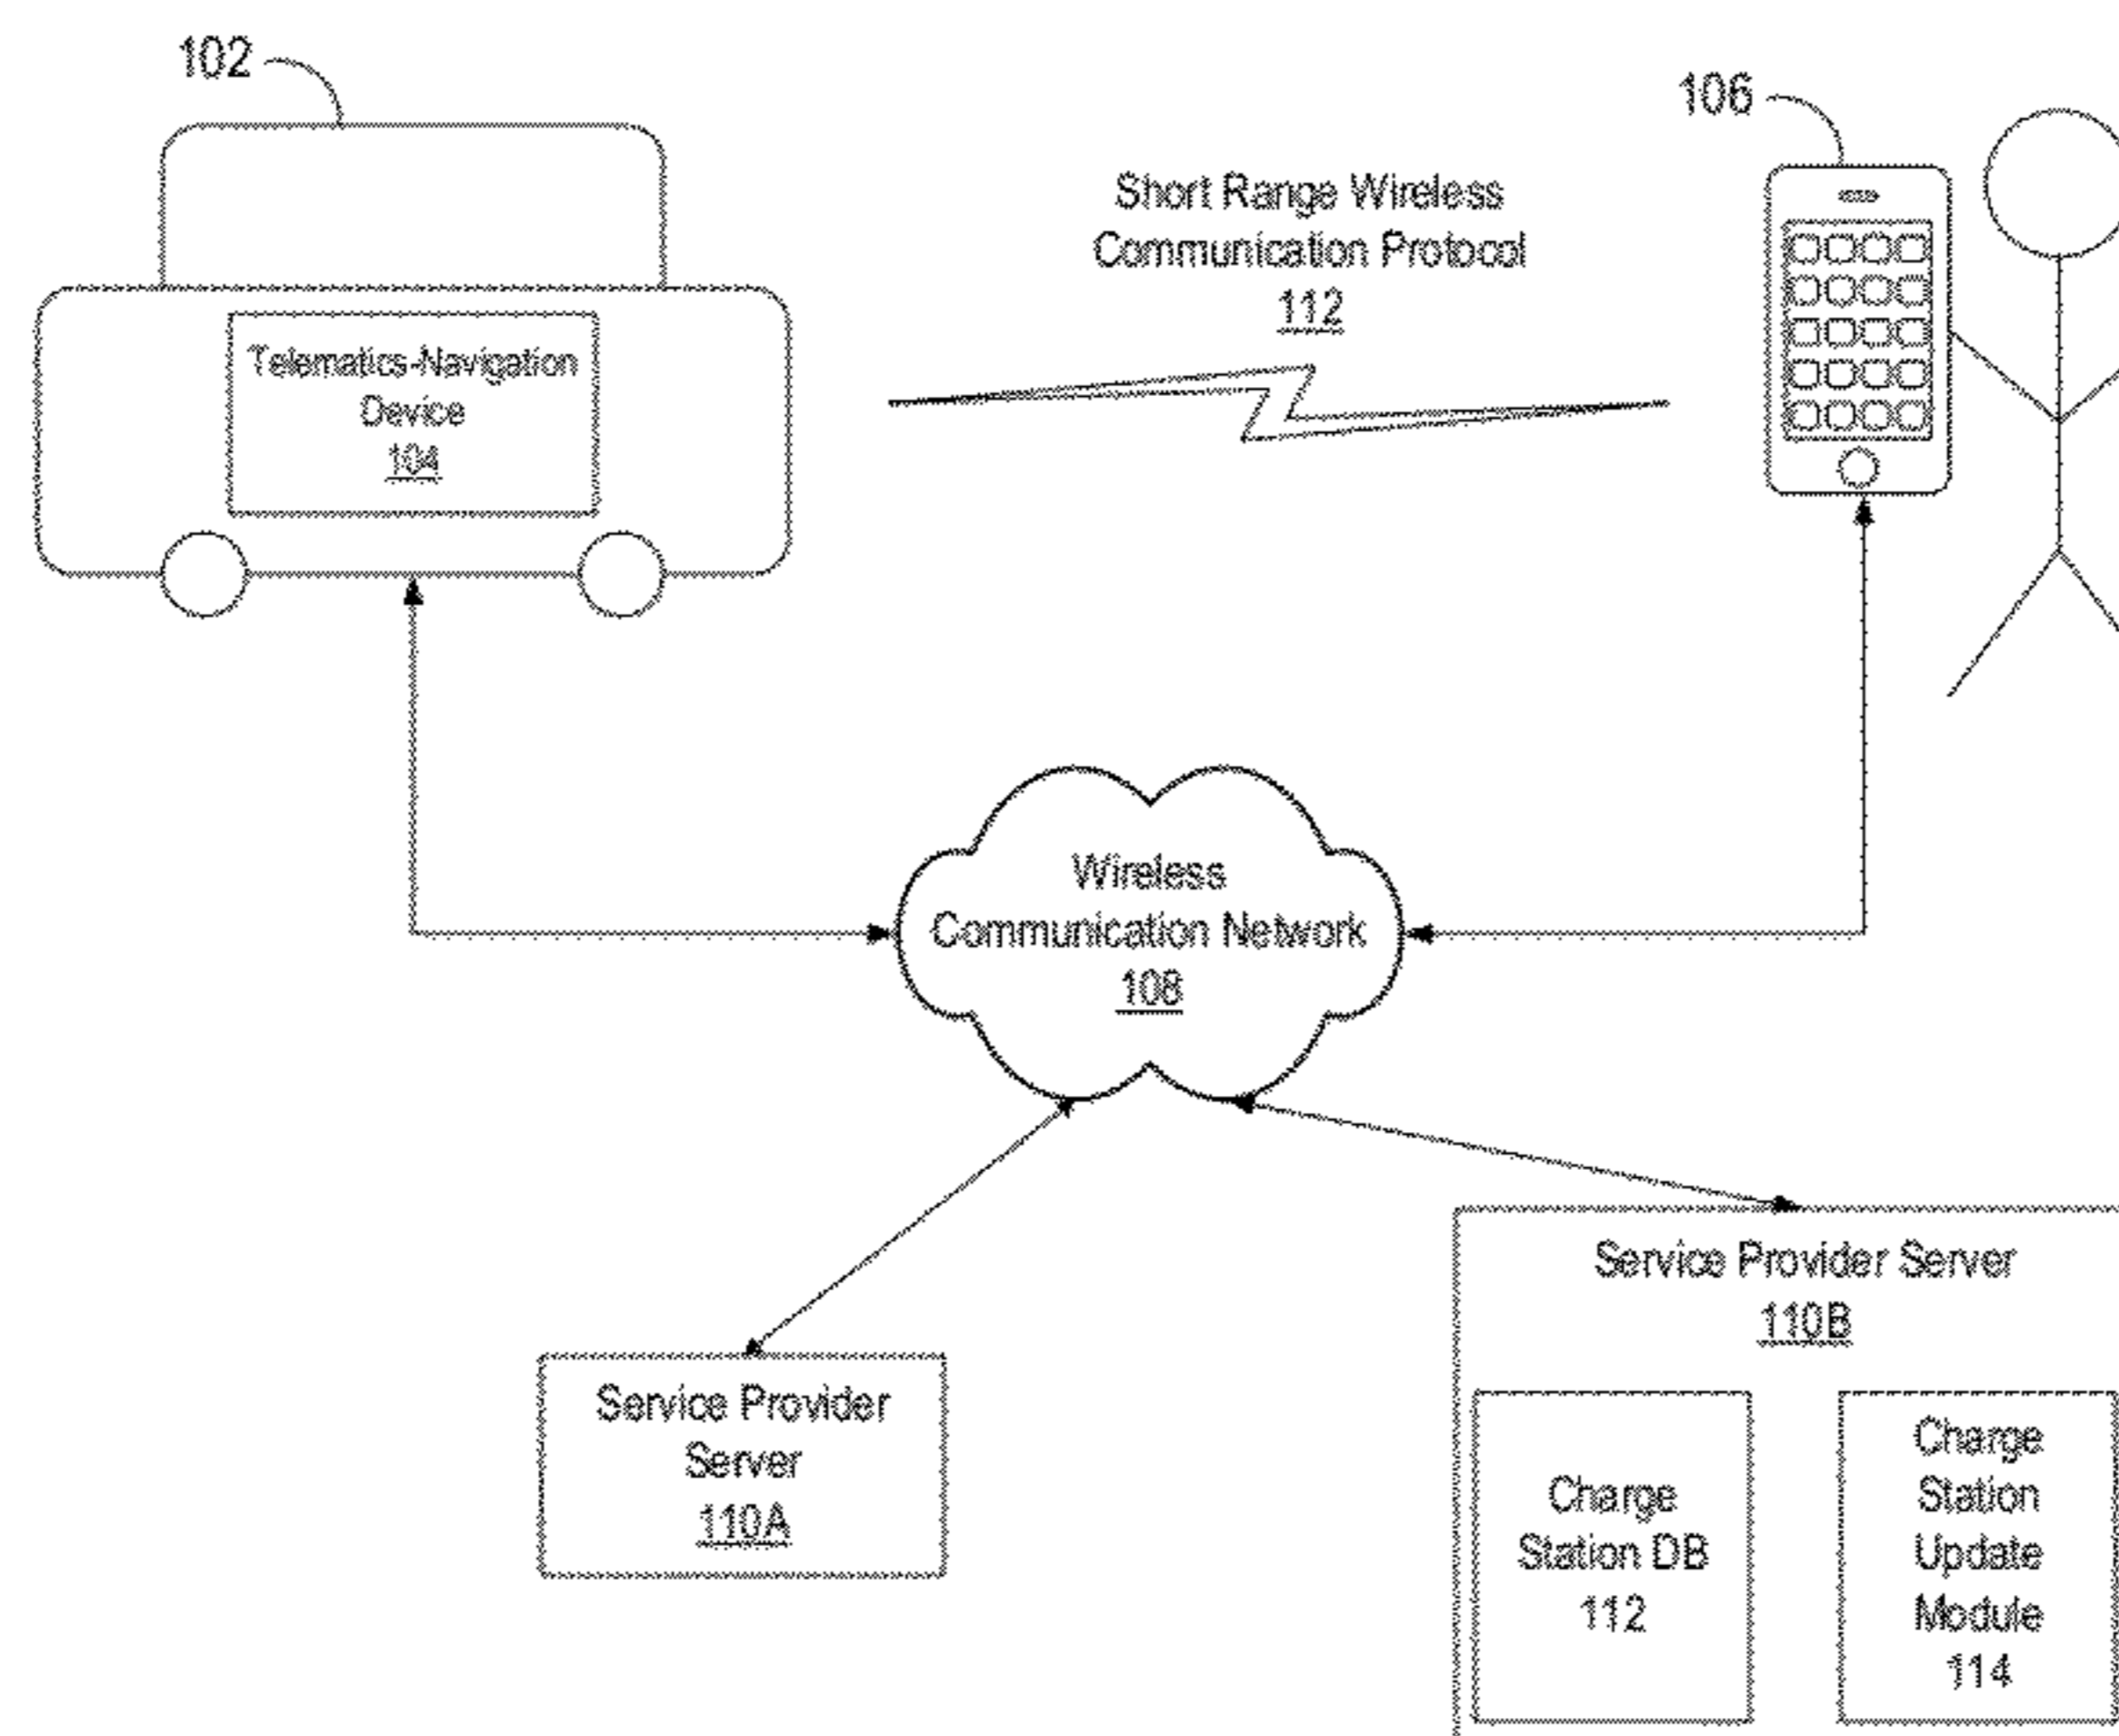 102
106
Short Range Wireless
Communication Protocol
112
Telematics-Navigation
Device
104
Wireless
Communication Network
108
Service Provider Server
110B
Service Provider
Server
110A
Charge
Station DB
112
Charge
Station
Update
Module
114